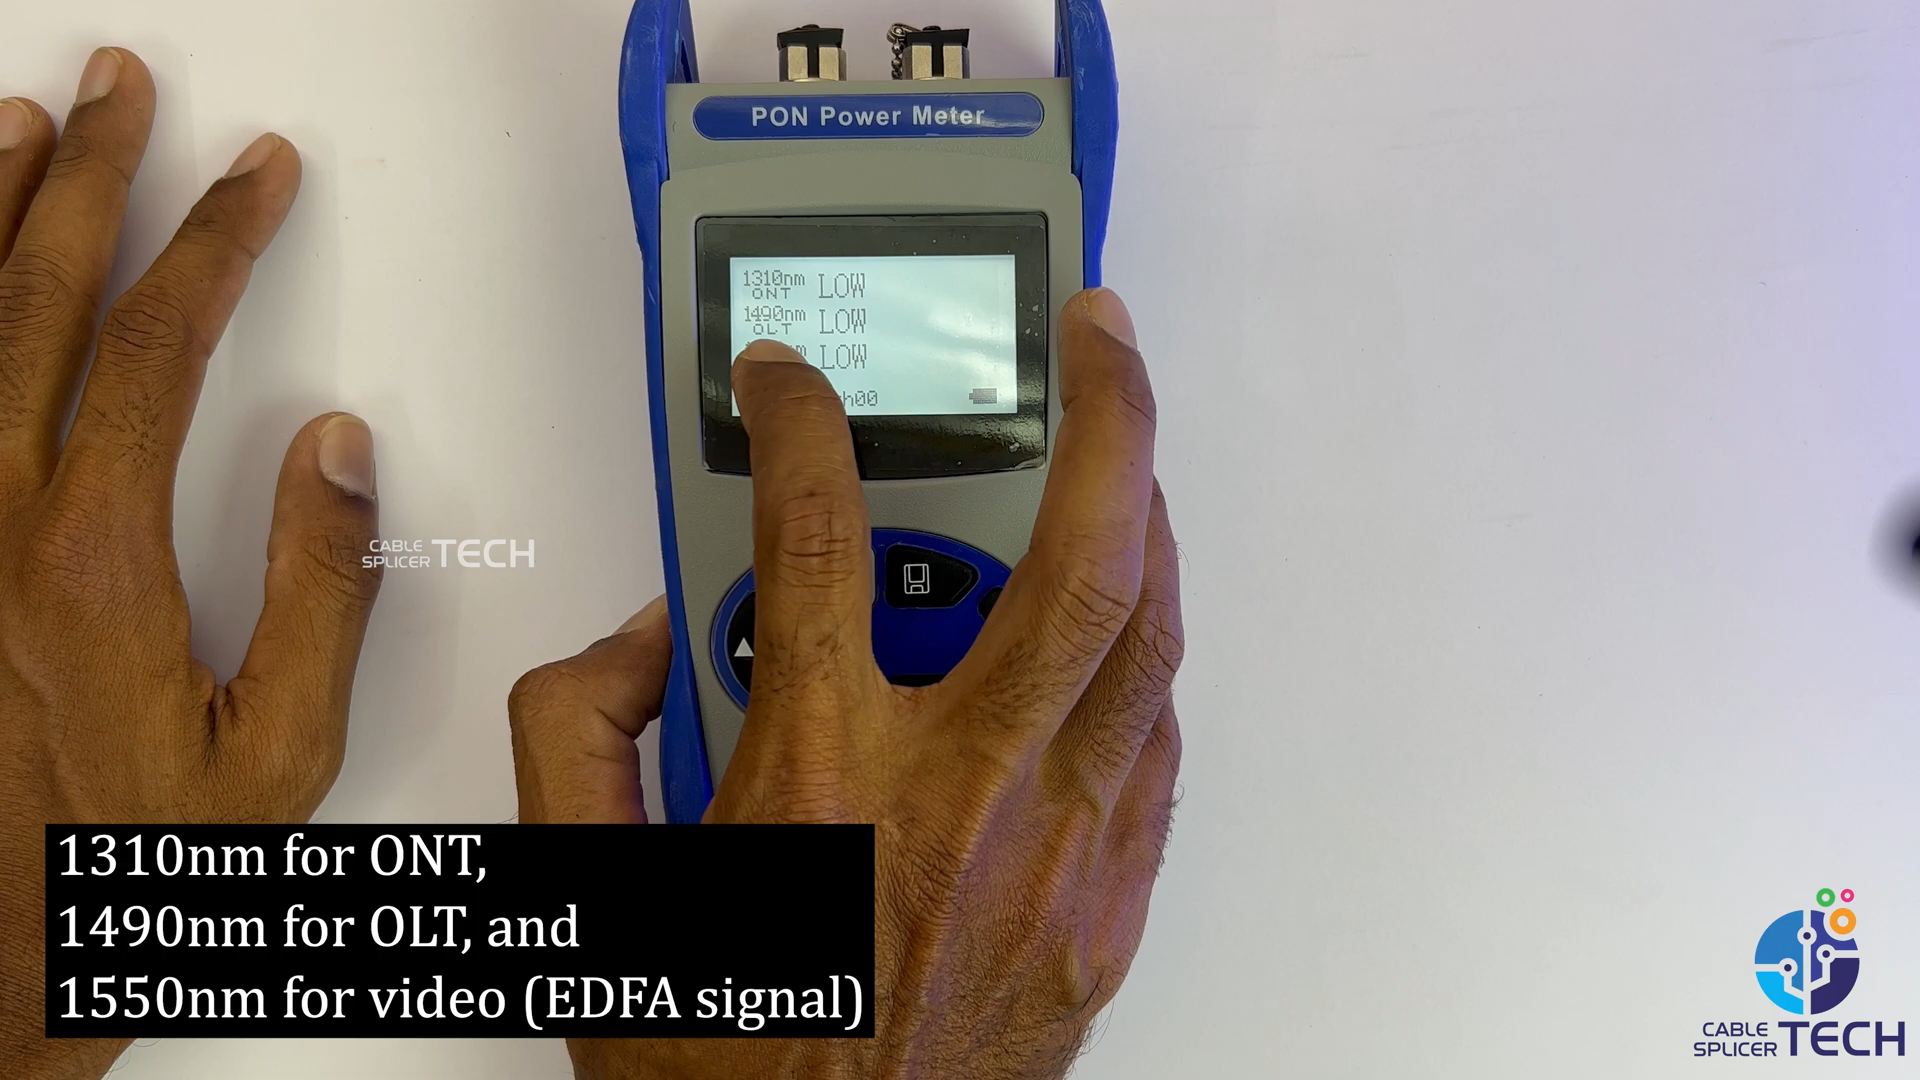 PON Power Meter
1310nm LOW
ONT
1490nm LOW
OLT
LOW
h00
CABLE
SPLICER TECH
1310nm for ONT,
1490nm for OLT, and
1550nm for video (EDFA signal)
CABLE
SPLICER TECH